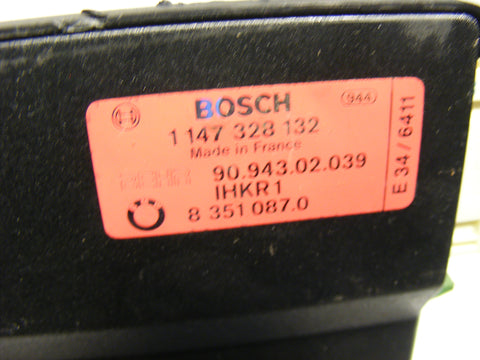 BOSCH
944
1 147 328 132
Made in France
90.943.02.039
IHKR1
8 351 087.0
E 34 / 6411